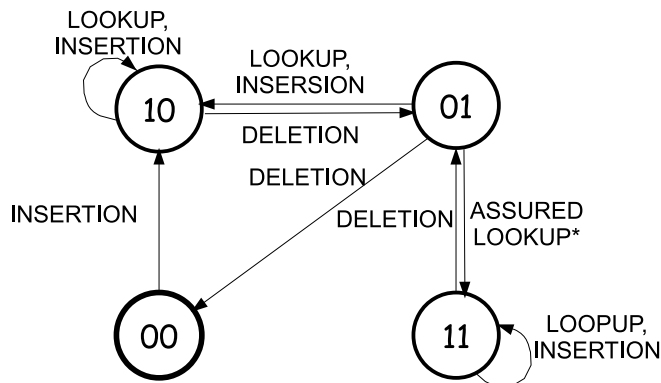 LOOKUP,
INSERTION
10
LOOKUP,
INSERSION
01
DELETION
DELETION
INSERTION
DELETION
ASSURED
LOOKUP*
00
11
LOOPUP,
INSERTION